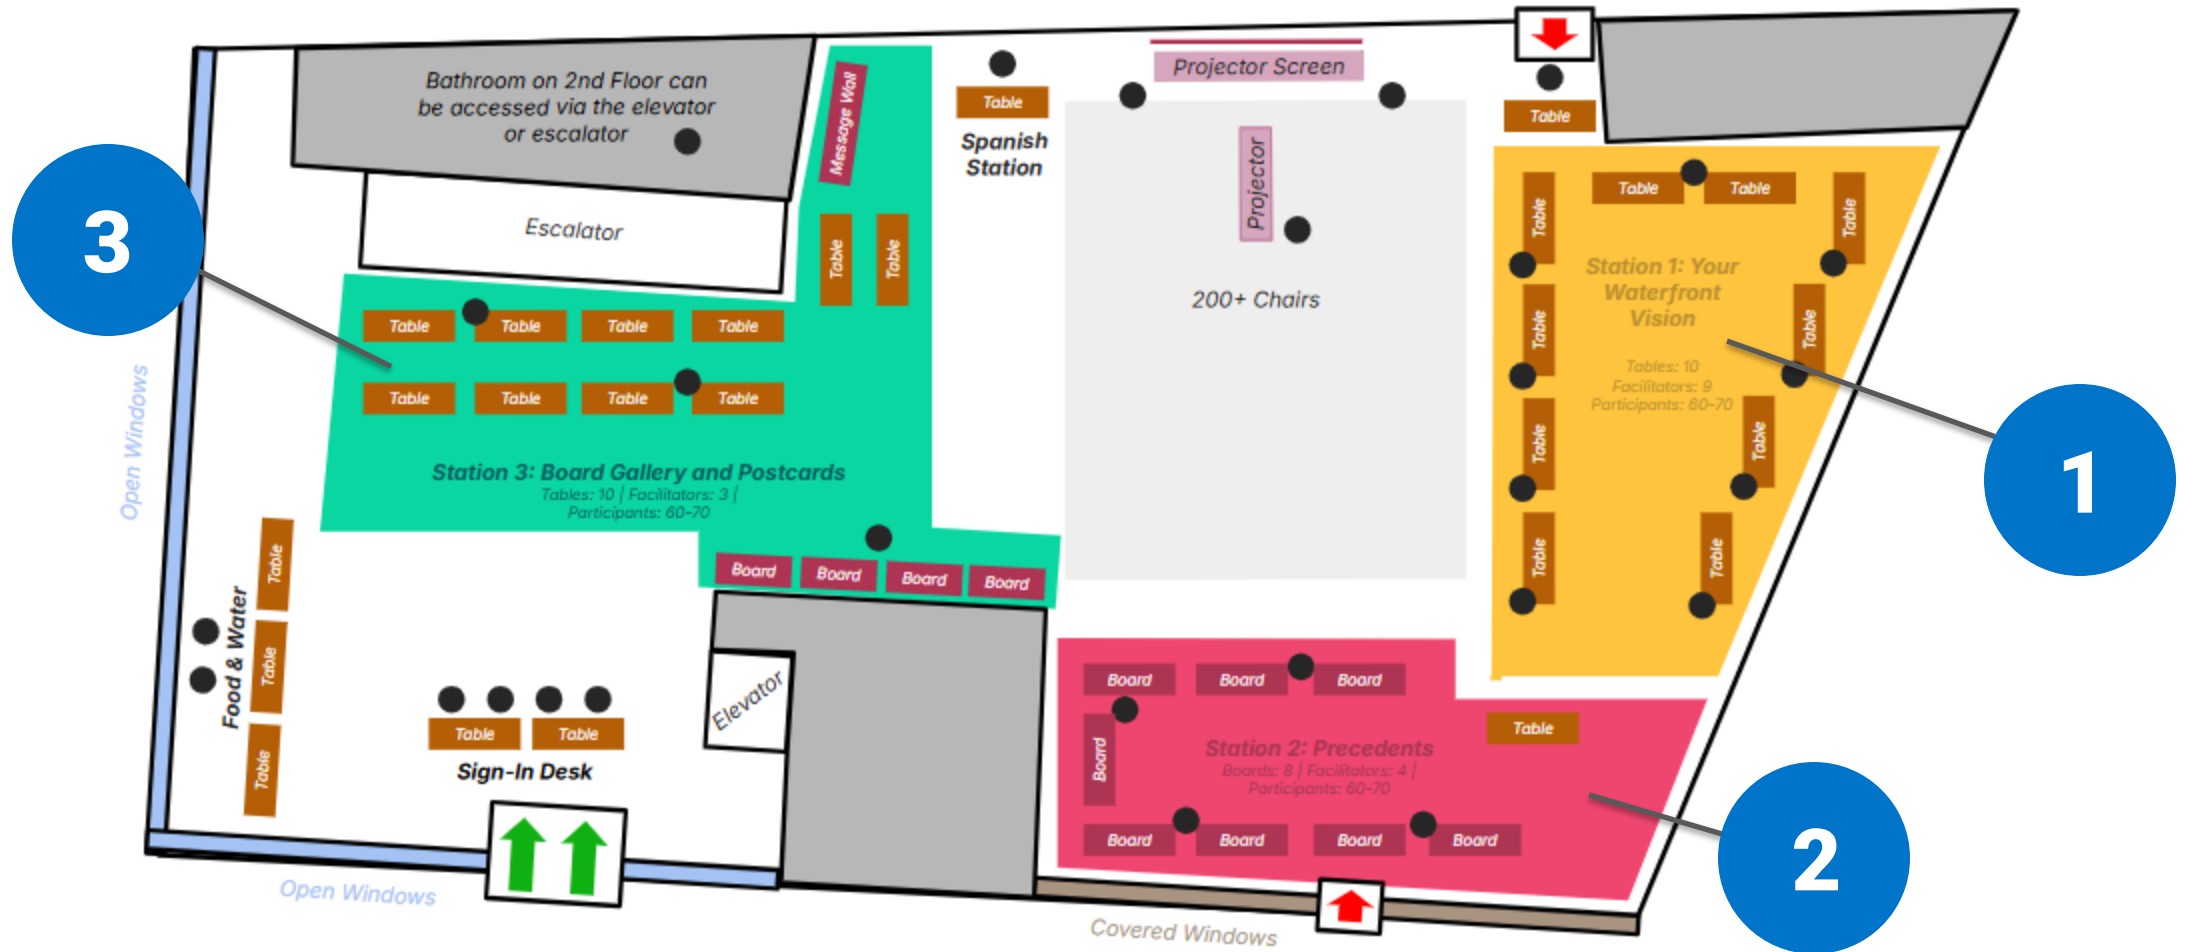 Bathroom on 2nd Floor can
be accessed via the elevator
or escalator
Escalator
Message Wall
Table
Spanish
Station
Projector Screen
Projector
200+ Chairs
Table
Table
Table
Table
Table
Table
Table
Table
Table
Table
Table
Table
Table
Station 1: Your
Waterfront
Vision
Tables: 10
Facilitators: 9
Participants: 60-70
1
3
Table
Table
Table
Table
Table
Table
Table
Table
Station 3: Board Gallery and Postcards
Tables: 10 | Facilitators: 3 |
Participants: 60-70
Board
Board
Board
Board
Open Windows
Food & Water
Table
Table
Table
Table
Table
Sign-In Desk
Elevator
Open Windows
Board
Board
Board
Board
Table
Station 2: Precedents
Boards: 8 | Facilitators: 4 |
Participants: 60-70
Board
Board
Board
Board
2
Covered Windows